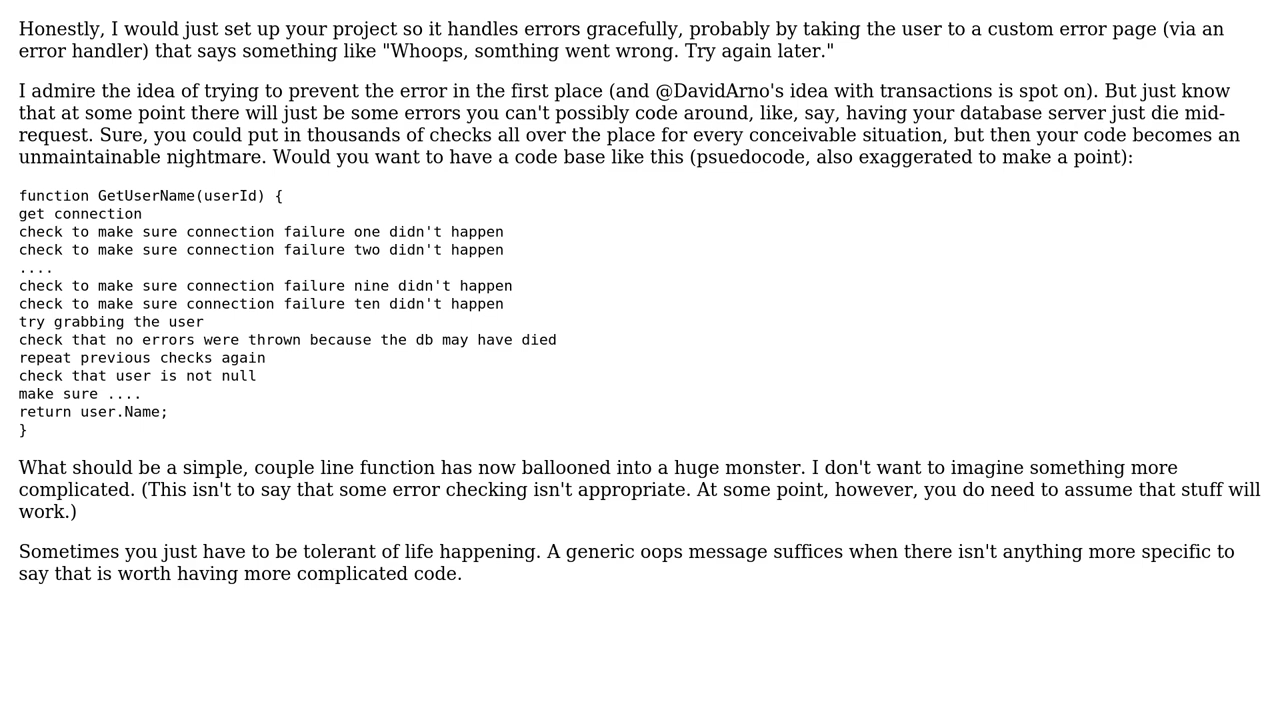 Honestly, I would just set up your project so it handles errors gracefully, probably by taking the user to a custom error page (via an
error handler) that says something like "Whoops, somthing went wrong. Try again later."
I admire the idea of trying to prevent the error in the first place (and @DavidArno's idea with transactions is spot on). But just know
that at some point there will just be some errors you can't possibly code around, like, say, having your database server just die mid-
request. Sure, you could put in thousands of checks all over the place for every conceivable situation, but then your code becomes an
unmaintainable nightmare. Would you want to have a code base like this (psuedocode, also exaggerated to make a point):
function GetUserName(userId) {
get connection
check to make sure connection failure one didn't happen
check to make sure connection failure two didn't happen
....
check to make sure connection failure nine didn't happen
check to make sure connection failure ten didn't happen
try grabbing the user
check that no errors were thrown because the db may have died
repeat previous checks again
check that user is not null
make sure ....
return user.Name;
}
What should be a simple, couple line function has now ballooned into a huge monster. I don't want to imagine something more
complicated. (This isn't to say that some error checking isn't appropriate. At some point, however, you do need to assume that stuff will
work.)
Sometimes you just have to be tolerant of life happening. A generic oops message suffices when there isn't anything more specific to
say that is worth having more complicated code.